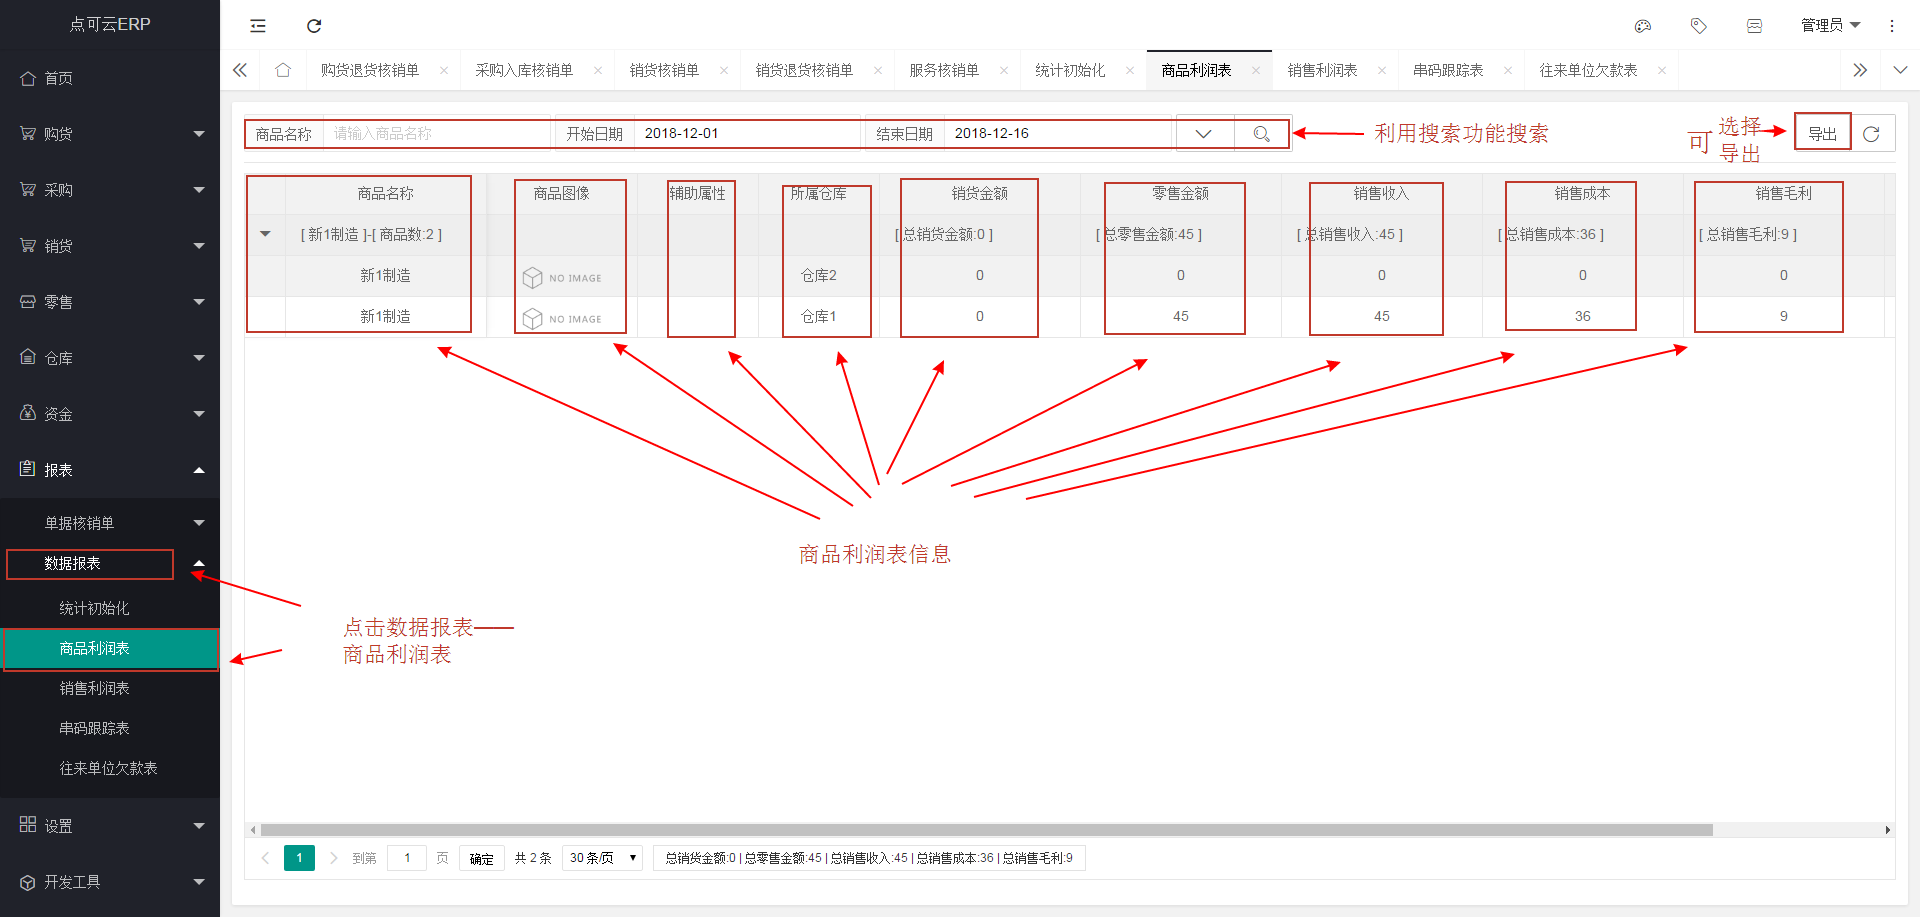 点可云ERP
管理员
购货退货核销单
采购入库核销单
销货核销单
销货退货核销单
服务核销单
统计初始化
商品利润表
销售利润表
串码跟踪表
往来单位欠款表
首页
购货
采购
销货
零售
仓库
资金
报表
单据核销单
数据报表
统计初始化
商品利润表
销售利润表
串码跟踪表
往来单位欠款表
设置
开发工具
商品名称 请输入商品名称 开始日期 2018-12-01 结束日期 2018-12-16
利用搜索功能搜索
可 选择
导出
导出
商品名称 商品图像 辅助属性 所属仓库 销货金额 零售金额 销售收入 销售成本 销售毛利
[ 新1制造 ]-[ 商品数:2 ] [ 总销货金额:0 ] [ 总零售金额:45 ] [ 总销售收入:45 ] [ 总销售成本:36 ] [ 总销售毛利:9 ]
新1制造 NO IMAGE 仓库2 0 0 0 0 0
新1制造 NO IMAGE 仓库1 0 45 45 36 9
商品利润表信息
点击数据报表——
商品利润表
1 到第 1 页 确定 共 2 条 30 条/页 总销货金额:0 | 总零售金额:45 | 总销售收入:45 | 总销售成本:36 | 总销售毛利:9